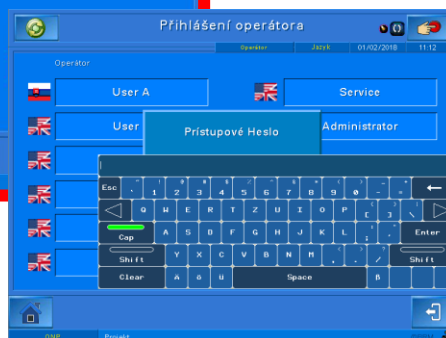 Přihlášení operátora
Operátor Jazyk 01/02/2018 11:12
Operátor
User A Service
User Administrator
Prístupové Heslo
Esc 1 2 3 4 5 6 7 8 9 0
Q W E R T Z U I O P
Cap A S D F G H J K L Enter
Shift Y X C V B N M Shift
Clear Ä Ö Ü Space ß
Projekt